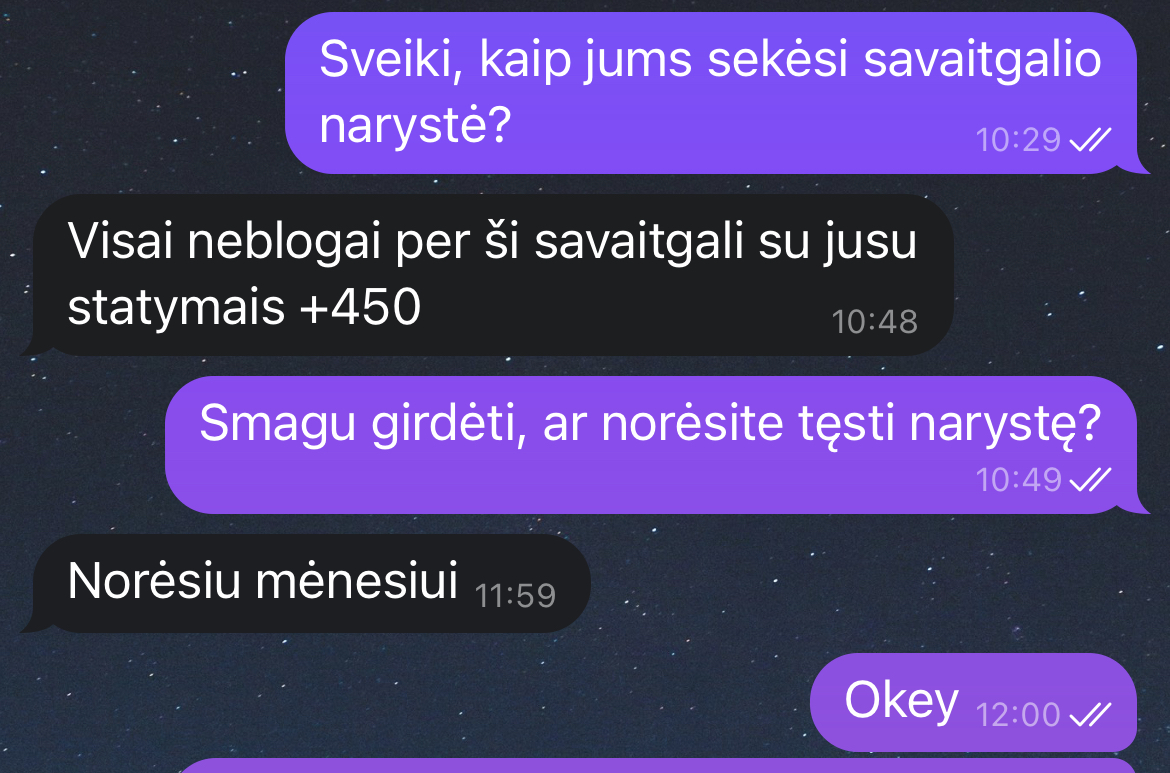 Sveiki, kaip jums sekėsi savaitgalio
narystė?
10:29
Visai neblogai per ši savaitgali su jusu
statymais +450
10:48
Smagu girdėti, ar norėsite tęsti narystę?
10:49
Norėsiu mėnesiui 11:59
Okey 12:00